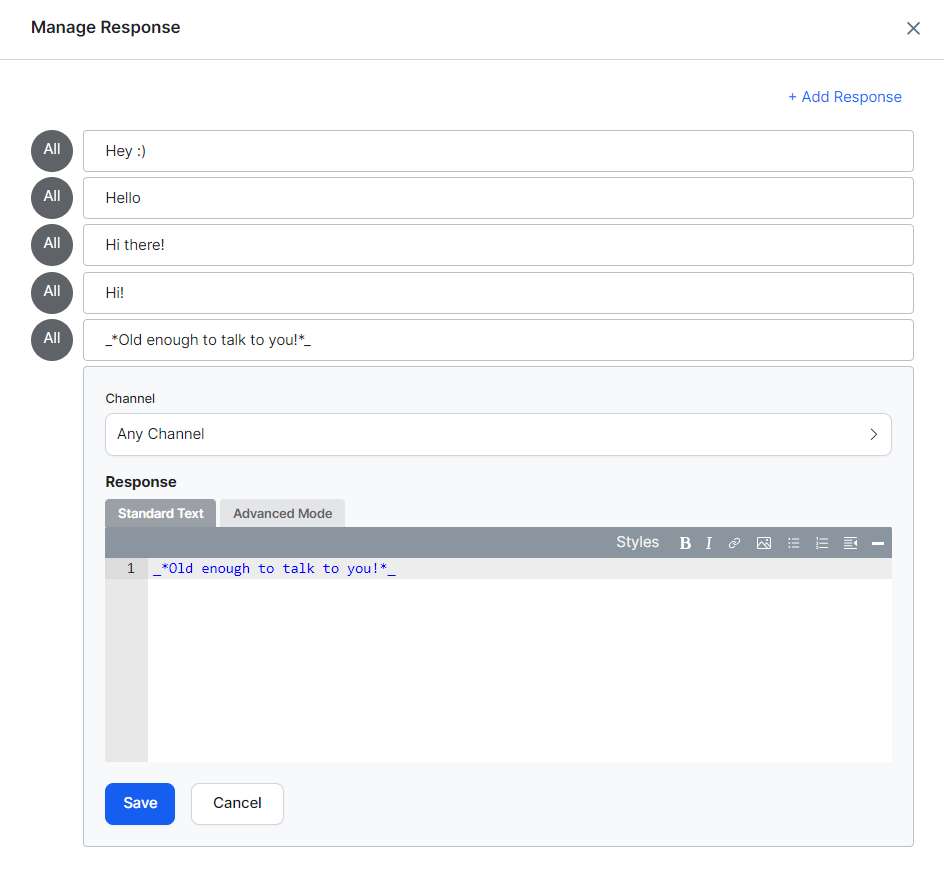 Manage Response
+ Add Response
All Hey :)
All Hello
All Hi there!
All Hi!
All _*Old enough to talk to you!*_
Channel
Any Channel
Response
Standard Text Advanced Mode
Styles B I
1 _*Old enough to talk to you!*_
Save Cancel